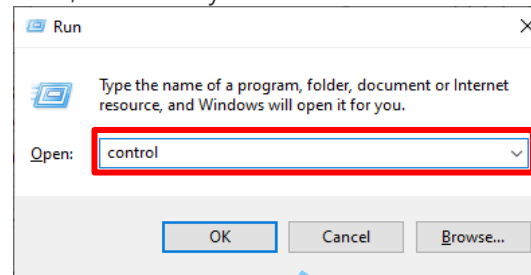 Run
Type the name of a program, folder, document or Internet
resource, and Windows will open it for you.
Open: control
OK Cancel Browse...